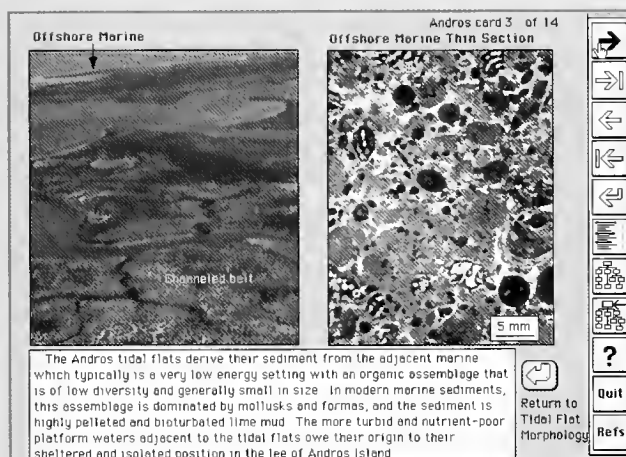 Andros card 3 of 14
Offshore Marine
Offshore Marine Thin Section
Channeled belt
5 mm
The Andros tidal flats derive their sediment from the adjacent marine
which typically is a very low energy setting with an organic assemblage that
is of low diversity and generally small in size In modern marine sediments,
this assemblage is dominated by mollusks and formas, and the sediment is
highly pelleted and bioturbated lime mud The more turbid and nutrient-poor
platform waters adjacent to the tidal flats owe their origin to their
sheltered and isolated position in the lee of Andros Island
Return to
Tidal Flat
Morphology
?
Quit
Refs